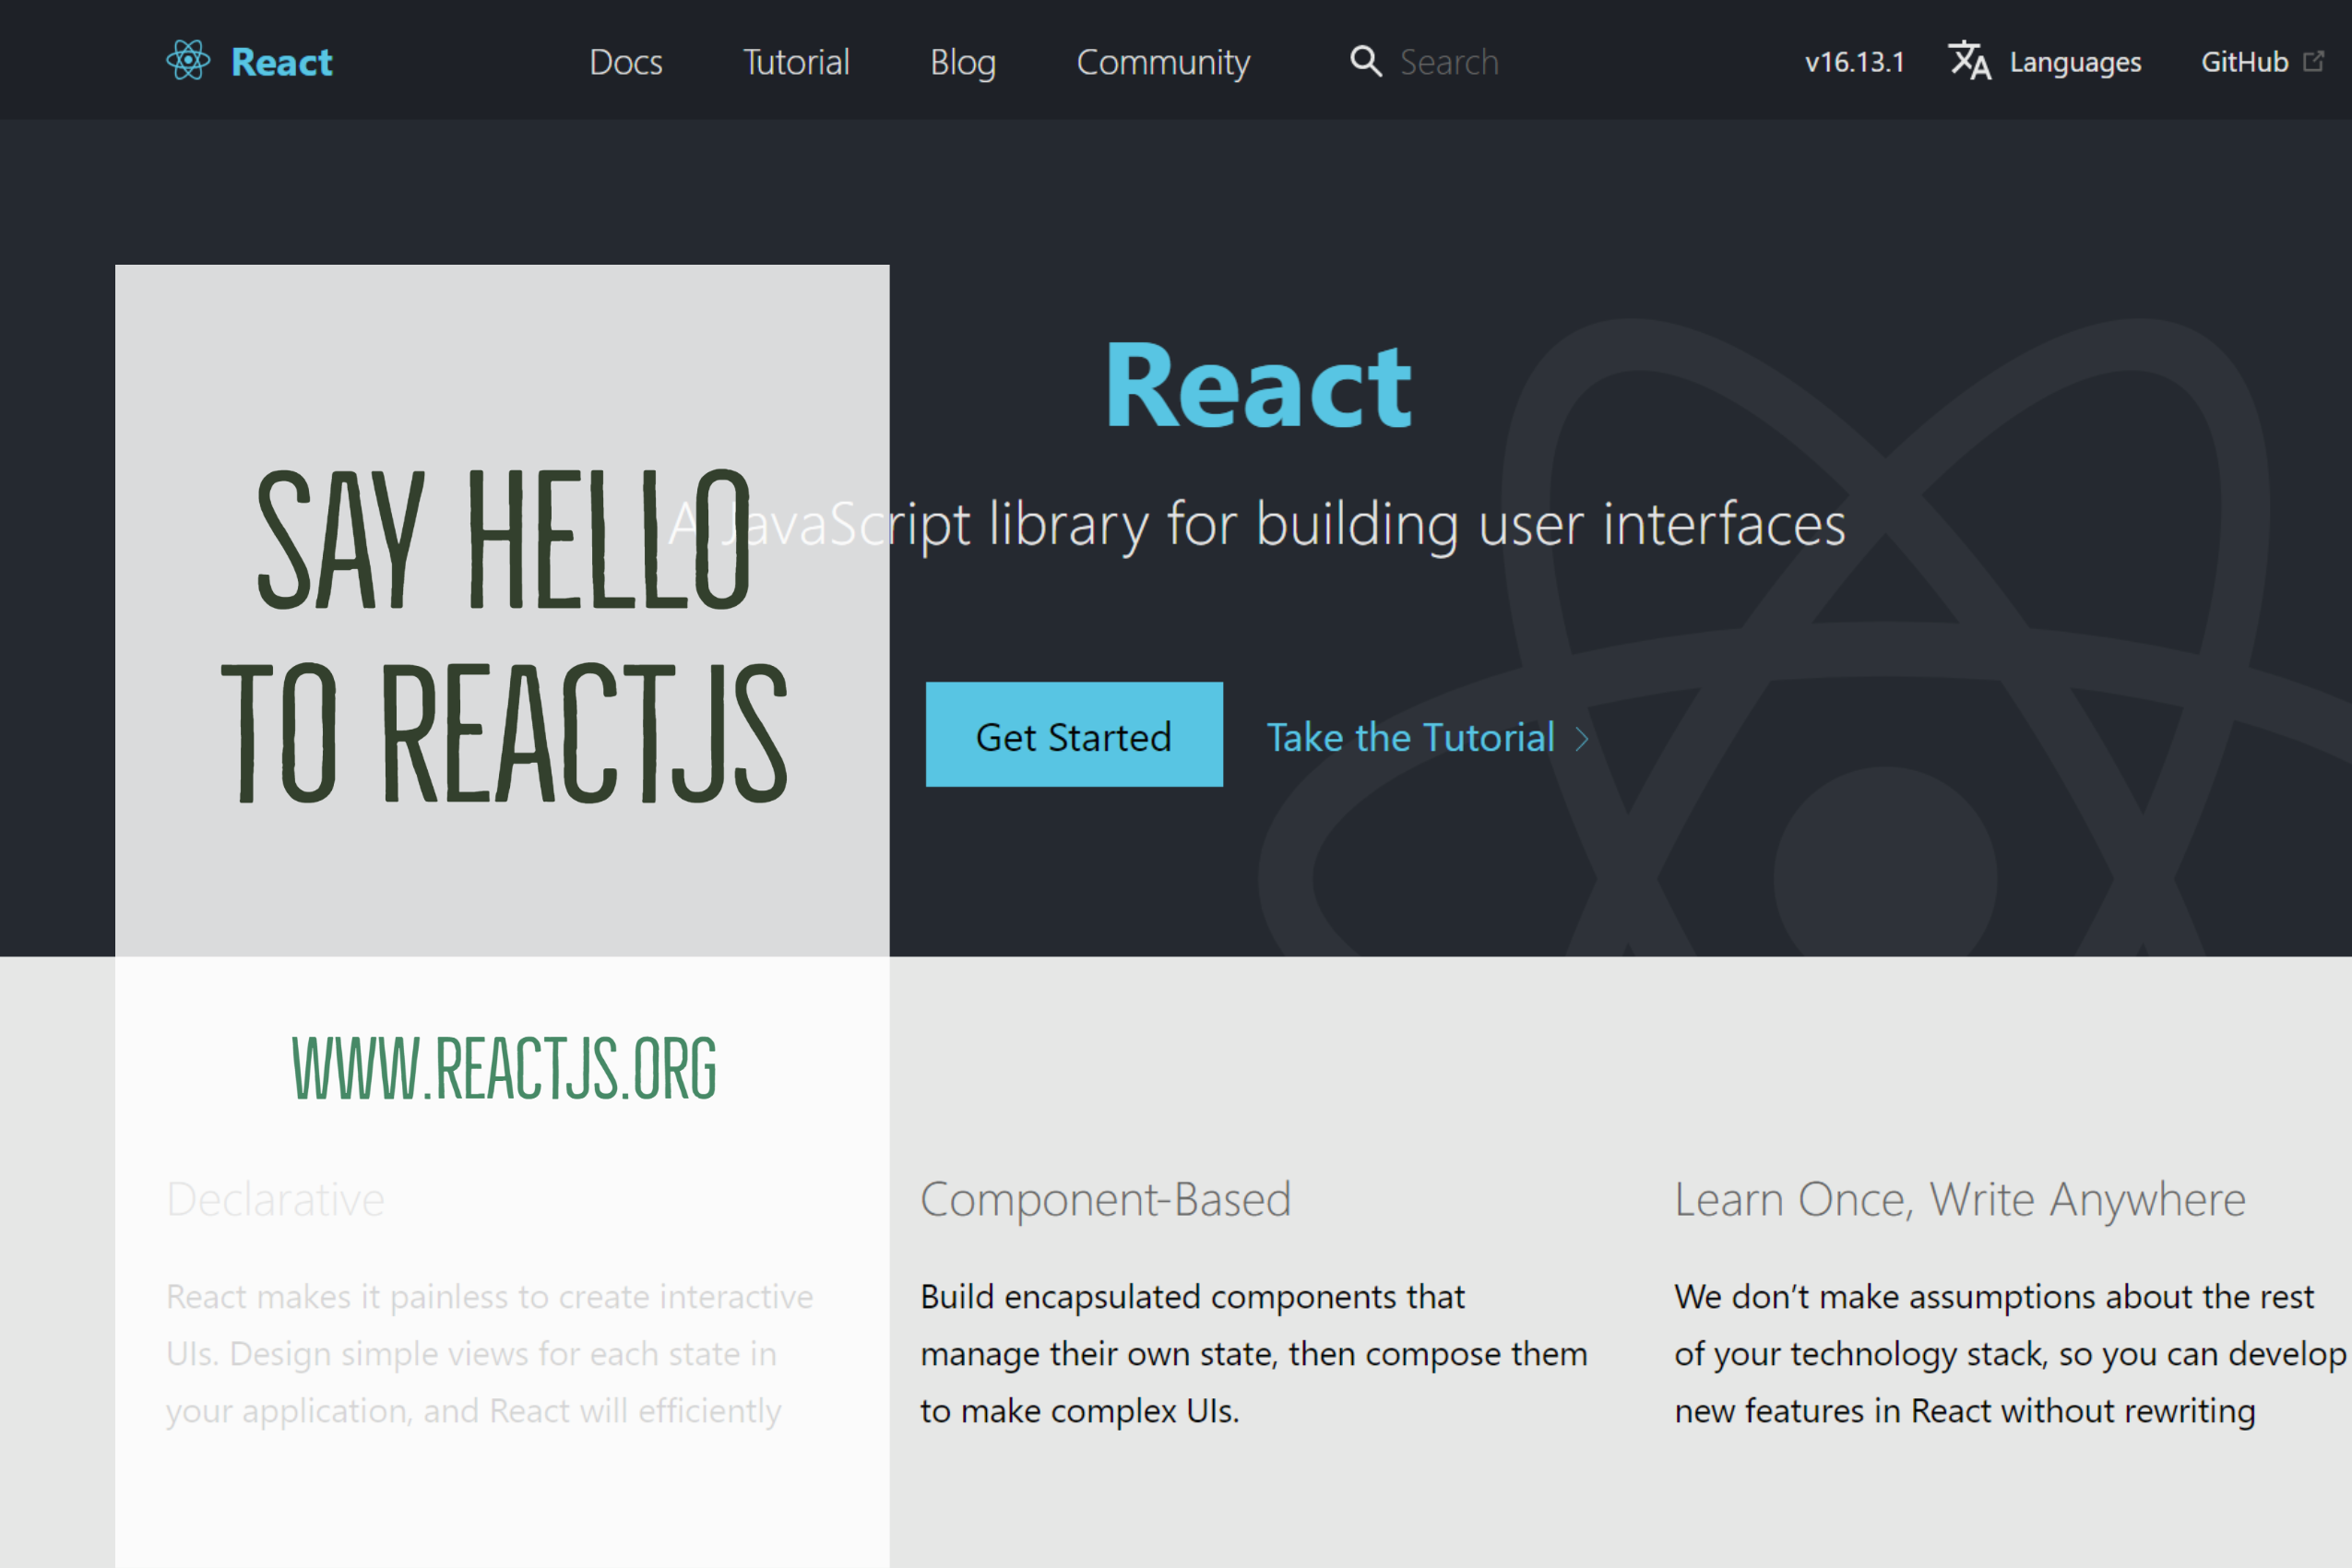 React
Docs
Tutorial
Blog
Community
Search
v16.13.1
Languages
GitHub
React
A JavaScript library for building user interfaces
SAY HELLO
TO REACTJS
Get Started
Take the Tutorial
WWW.REACTJS.ORG
Declarative
React makes it painless to create interactive
UIs. Design simple views for each state in
your application, and React will efficiently
Component-Based
Build encapsulated components that
manage their own state, then compose them
to make complex UIs.
Learn Once, Write Anywhere
We don’t make assumptions about the rest
of your technology stack, so you can develop
new features in React without rewriting